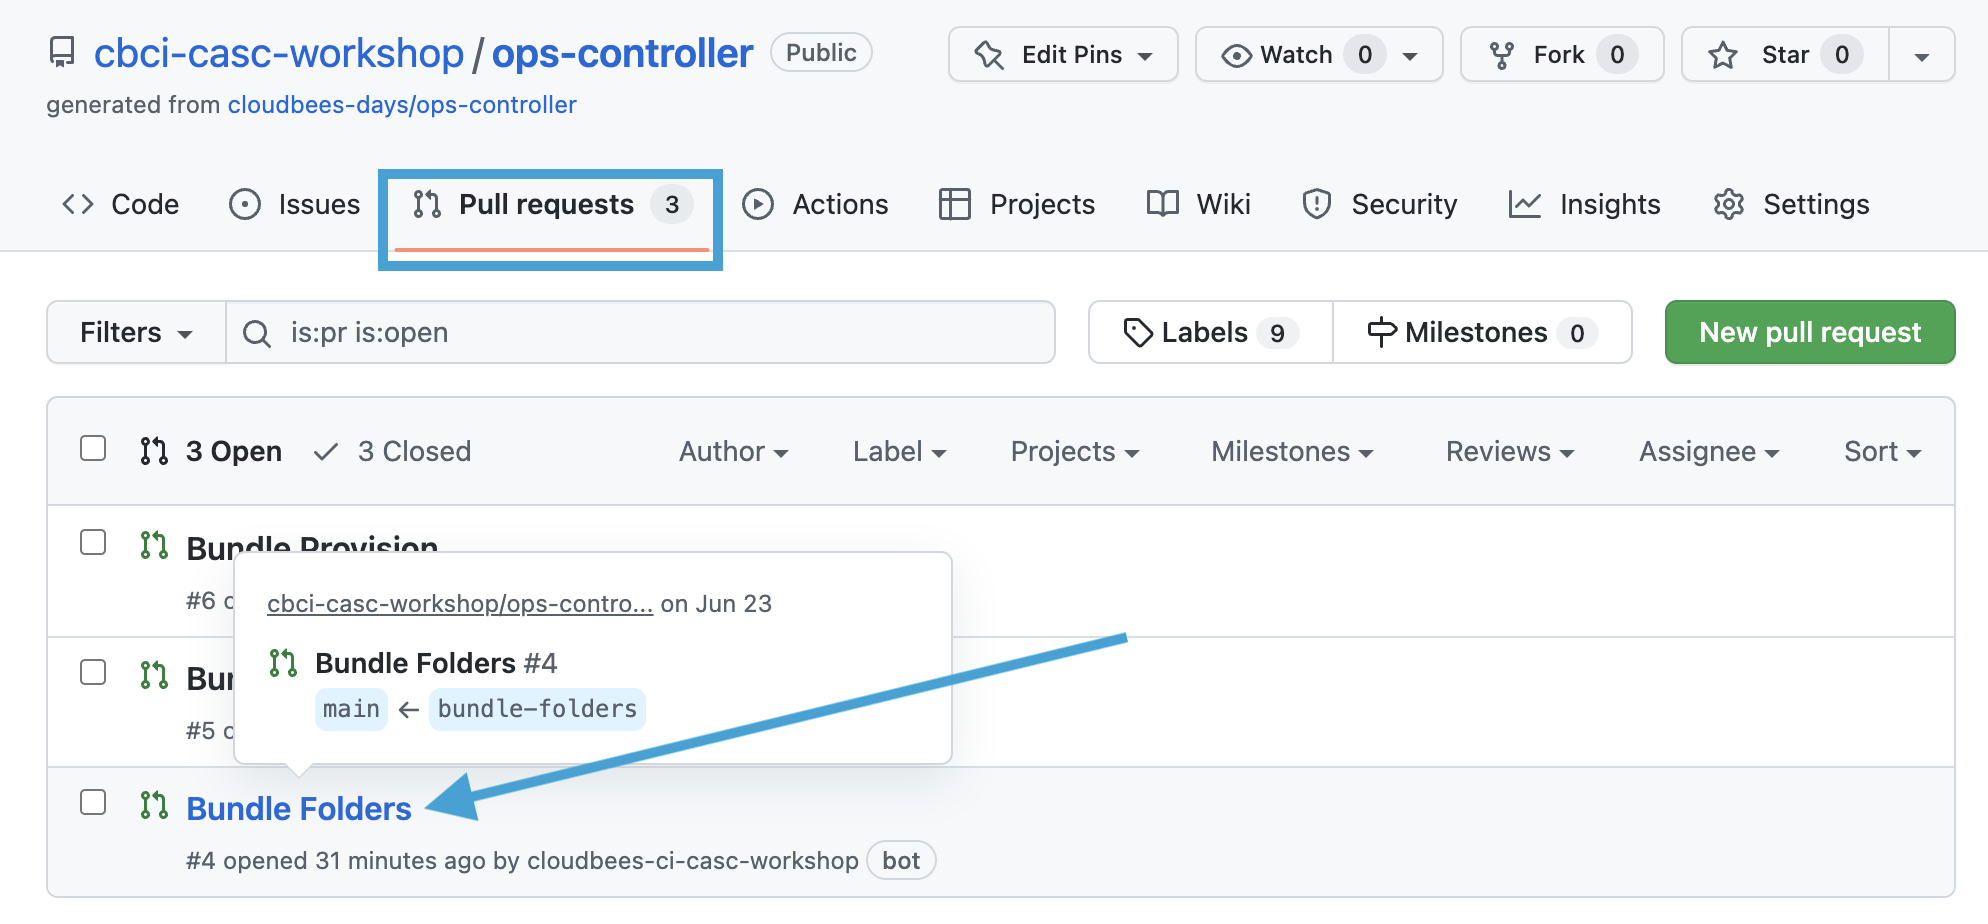 cbci-casc-workshop / ops-controller Public
Edit Pins Watch 0 Fork 0 Star 0
generated from cloudbees-days/ops-controller
Code Issues Pull requests 3 Actions Projects Wiki Security Insights Settings
Filters is:pr is:open Labels 9 Milestones 0 New pull request
3 Open 3 Closed Author Label Projects Milestones Reviews Assignee Sort
Bundle Provision
#6
cbci-casc-workshop/ops-contro... on Jun 23
Bundle Folders #4
main ← bundle-folders
#5
Bundle Folders
#4 opened 31 minutes ago by cloudbees-ci-casc-workshop bot